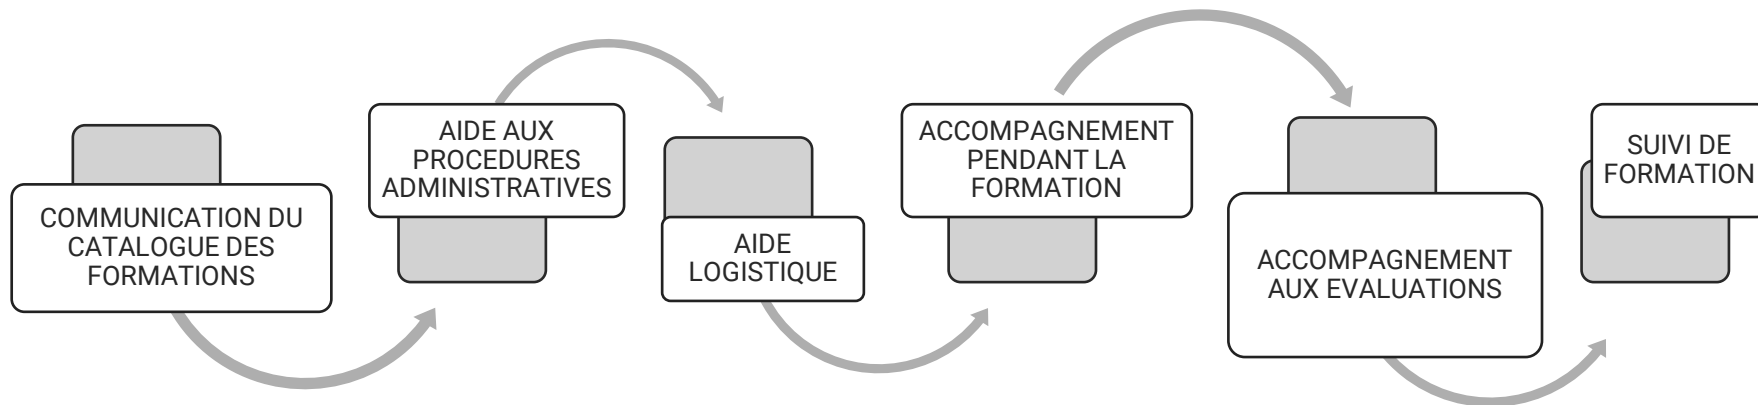 COMMUNICATION DU
CATALOGUE DES
FORMATIONS
AIDE AUX
PROCEDURES
ADMINISTRATIVES
AIDE
LOGISTIQUE
ACCOMPAGNEMENT
PENDANT LA
FORMATION
ACCOMPAGNEMENT
AUX EVALUATIONS
SUIVI DE
FORMATION